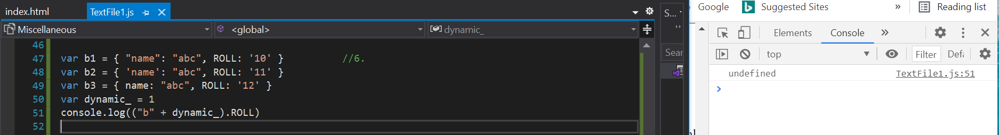 index.html TextFile1.js
Miscellaneous <global> dynamic_
46
47 var b1 = { "name": "abc", ROLL: '10' } //6.
48 var b2 = { 'name': "abc", ROLL: '11' }
49 var b3 = { name: "abc", ROLL: '12' }
50 var dynamic_ = 1
51 console.log(("b" + dynamic_).ROLL)
52
S...
Sear
Google Suggested Sites » Reading list
Elements Console »
top Filter Defa
undefined TextFile1.js:51